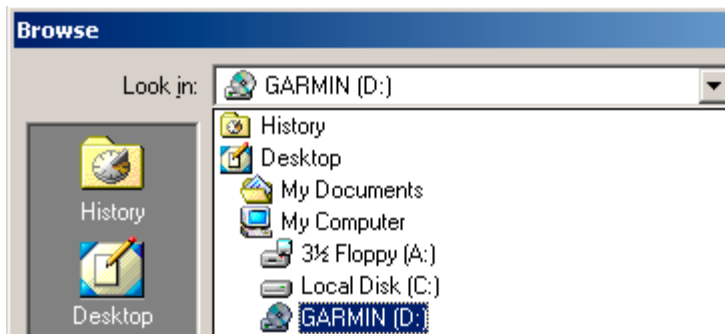 Browse
Look in: GARMIN (D:)
History
Desktop
My Documents
My Computer
3½ Floppy (A:)
Local Disk (C:)
GARMIN (D:)
History
Desktop